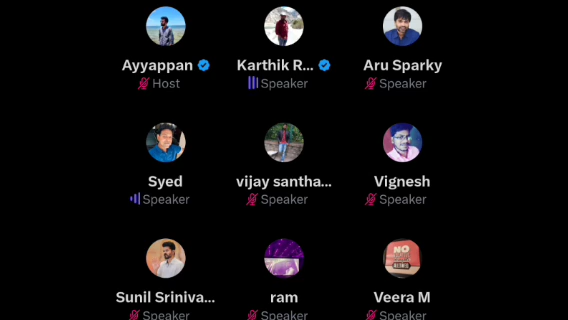 Ayyappan Karthik R... Aru Sparky
Host Speaker Speaker
Syed vijay santha... Vignesh
Speaker Speaker Speaker
NO
Sunil Sriniva... ram Veera M
Speaker Speaker Speaker